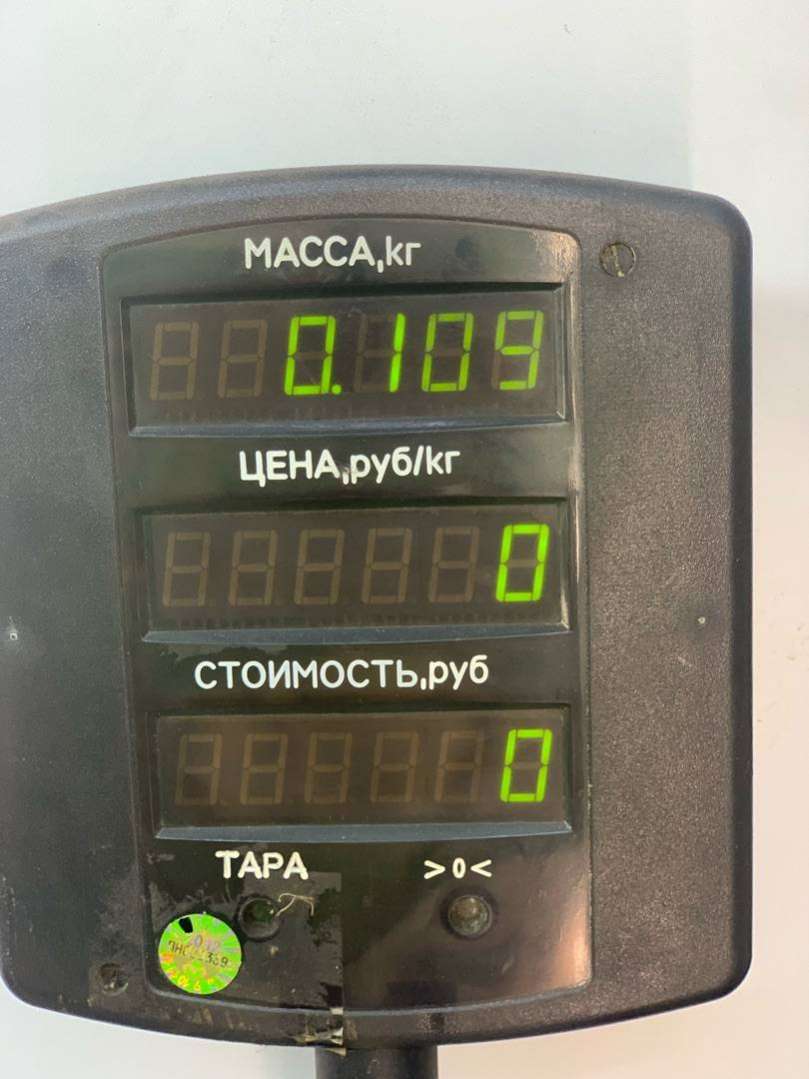 МАССА,кг
0.109
ЦЕНА,руб/кг
0
СТОИМОСТЬ,руб
0
ТАРА >0<